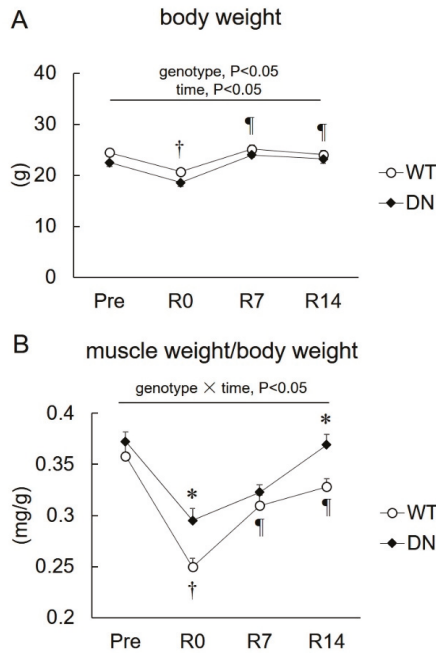 A
body weight
genotype, P<0.05
time, P<0.05
40
30
20
10
0
(g)
†
¶
¶
WT
DN
Pre R0 R7 R14
B
muscle weight/body weight
genotype × time, P<0.05
0.4
0.35
0.3
0.25
0.2
(mg/g)
*
*
†
¶
¶
WT
DN
Pre R0 R7 R14